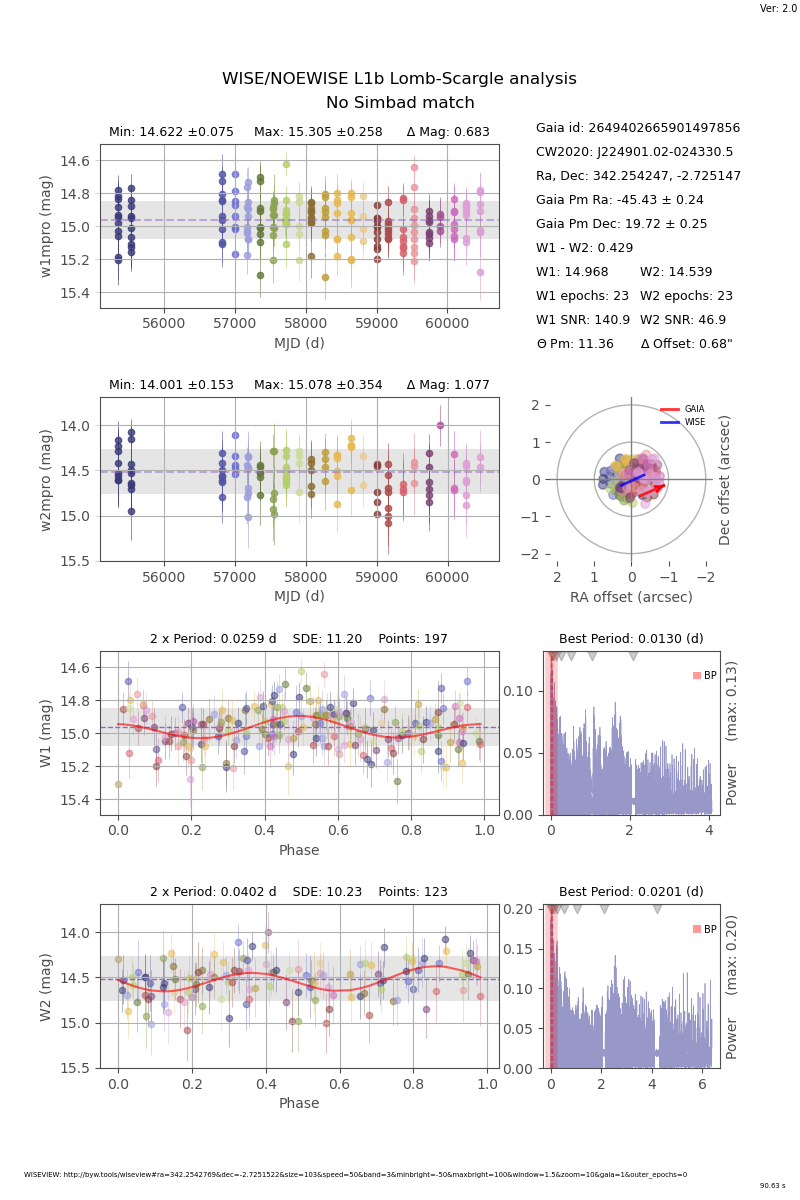 Ver: 2.0
WISE/NOEWISE L1b Lomb-Scargle analysis
No Simbad match
Min: 14.622 ±0.075 Max: 15.305 ±0.258 Δ Mag: 0.683
14.6
14.8
15.0
15.2
15.4
w1mpro (mag)
56000 57000 58000 59000 60000
MJD (d)
Gaia id: 2649402665901497856
CW2020: J224901.02-024330.5
Ra, Dec: 342.254247, -2.725147
Gaia Pm Ra: -45.43 ± 0.24
Gaia Pm Dec: 19.72 ± 0.25
W1 - W2: 0.429
W1: 14.968 W2: 14.539
W1 epochs: 23 W2 epochs: 23
W1 SNR: 140.9 W2 SNR: 46.9
Θ Pm: 11.36 Δ Offset: 0.68"
Min: 14.001 ±0.153 Max: 15.078 ±0.354 Δ Mag: 1.077
14.0
14.5
15.0
15.5
w2mpro (mag)
56000 57000 58000 59000 60000
MJD (d)
GAIA
WISE
2
1
0
−1
−2
2 1 0 −1 −2
RA offset (arcsec)
Dec offset (arcsec)
2 x Period: 0.0259 d SDE: 11.20 Points: 197
14.6
14.8
15.0
15.2
15.4
W1 (mag)
0.0 0.2 0.4 0.6 0.8 1.0
Phase
Best Period: 0.0130 (d)
BP
0.10
0.05
0.00
0 2 4
Power (max: 0.13)
2 x Period: 0.0402 d SDE: 10.23 Points: 123
14.0
14.5
15.0
15.5
W2 (mag)
0.0 0.2 0.4 0.6 0.8 1.0
Phase
Best Period: 0.0201 (d)
BP
0.20
0.15
0.10
0.05
0.00
0 2 4 6
Power (max: 0.20)
WISEVIEW: http://byw.tools/wiseview#ra=342.2542769&dec=-2.7251522&size=103&speed=50&band=3&minbright=-50&maxbright=100&window=1.5&zoom=10&gaia=1&outer_epochs=0
90.63 s